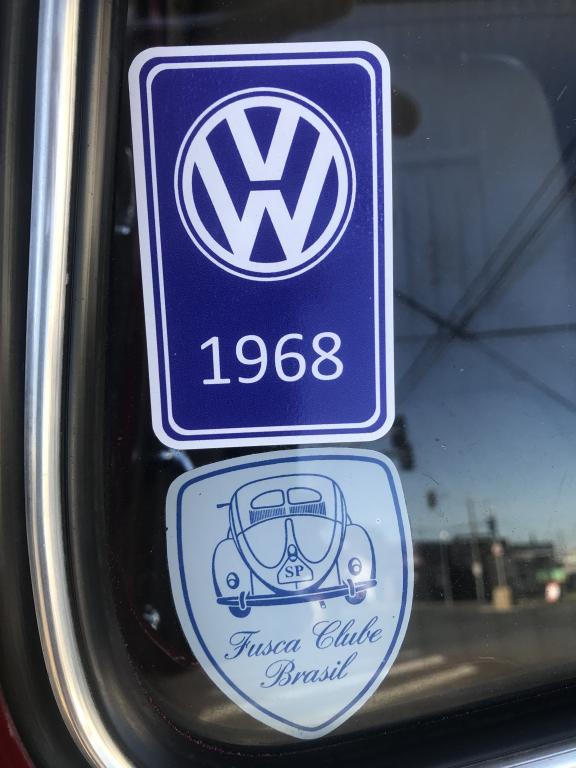 VW
1968
SP
Fusca Clube
Brasil